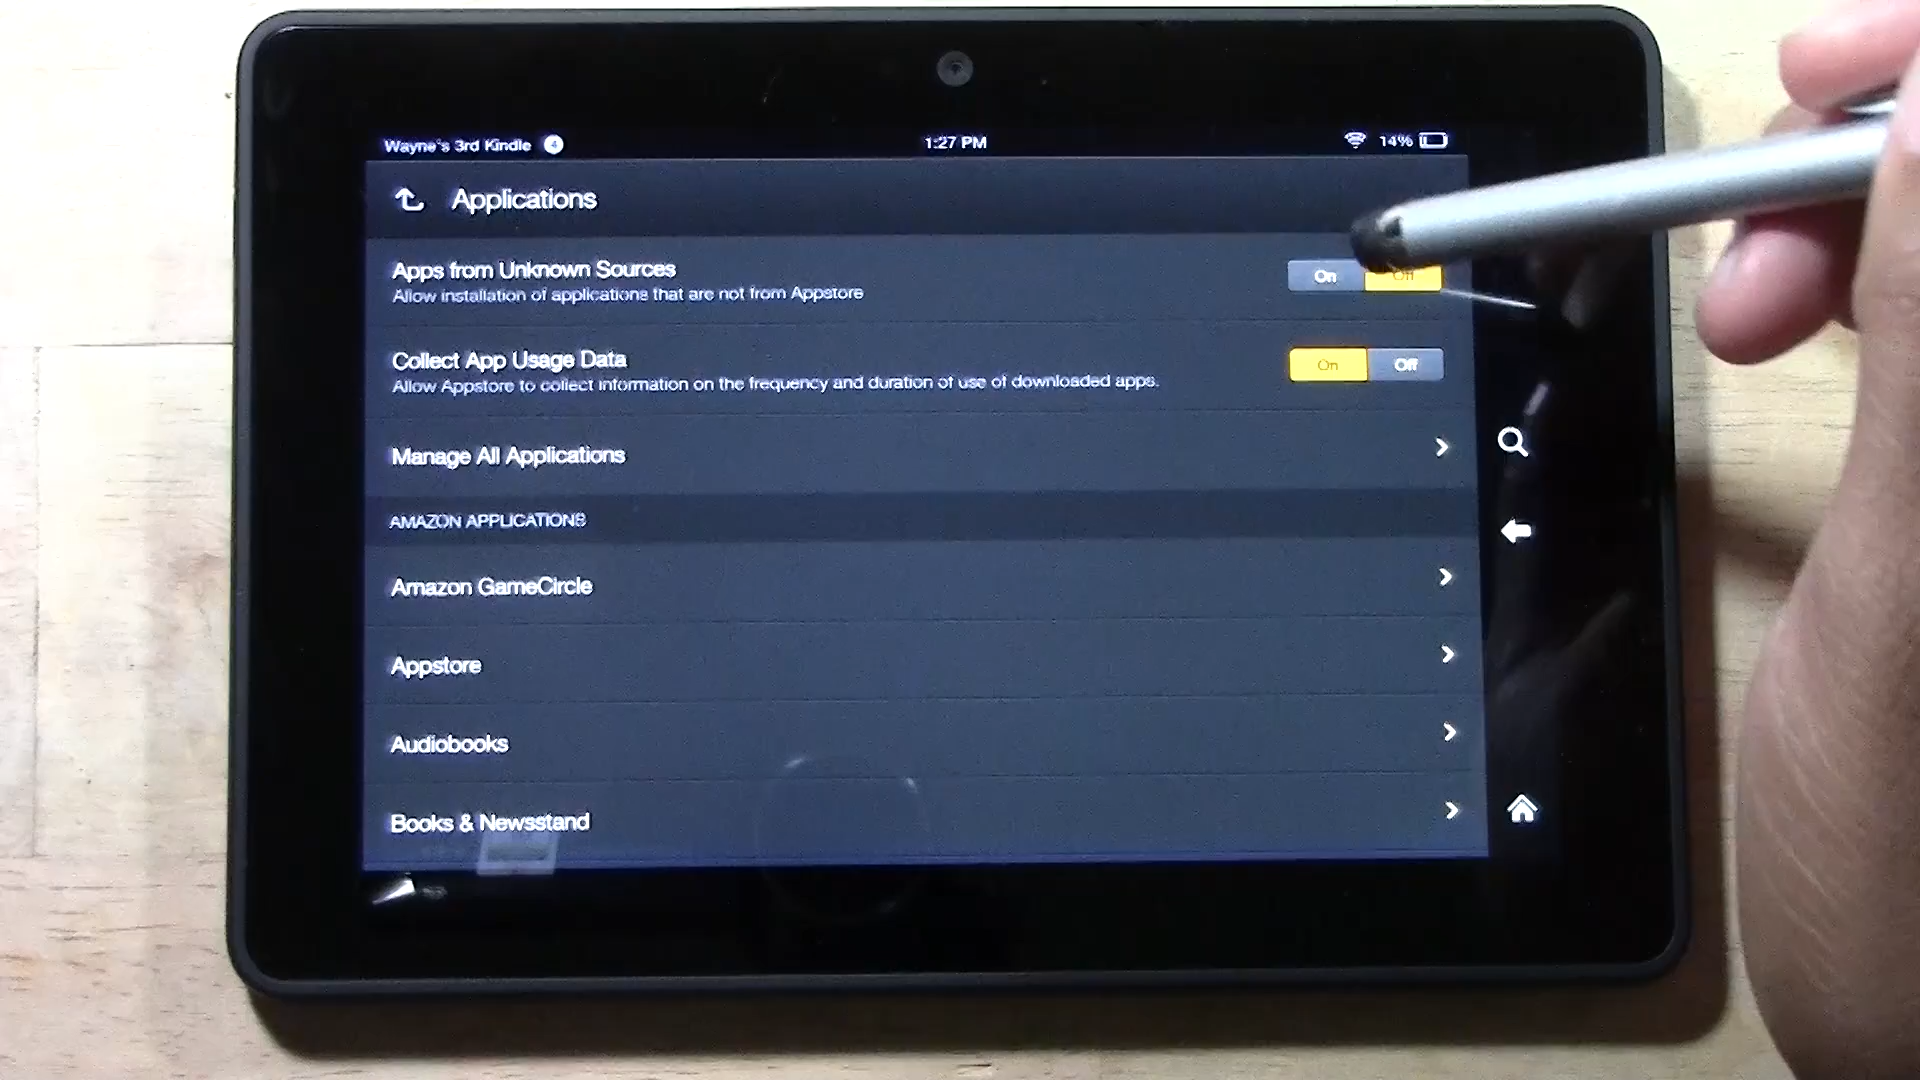 Wayne's 3rd Kindle 4 1:27 PM 14%
Applications
Apps from Unknown Sources
Allow installation of applications that are not from Appstore
On Off
Collect App Usage Data
Allow Appstore to collect information on the frequency and duration of use of downloaded apps.
On Off
Manage All Applications
AMAZON APPLICATIONS
Amazon GameCircle
Appstore
Audiobooks
Books & Newsstand